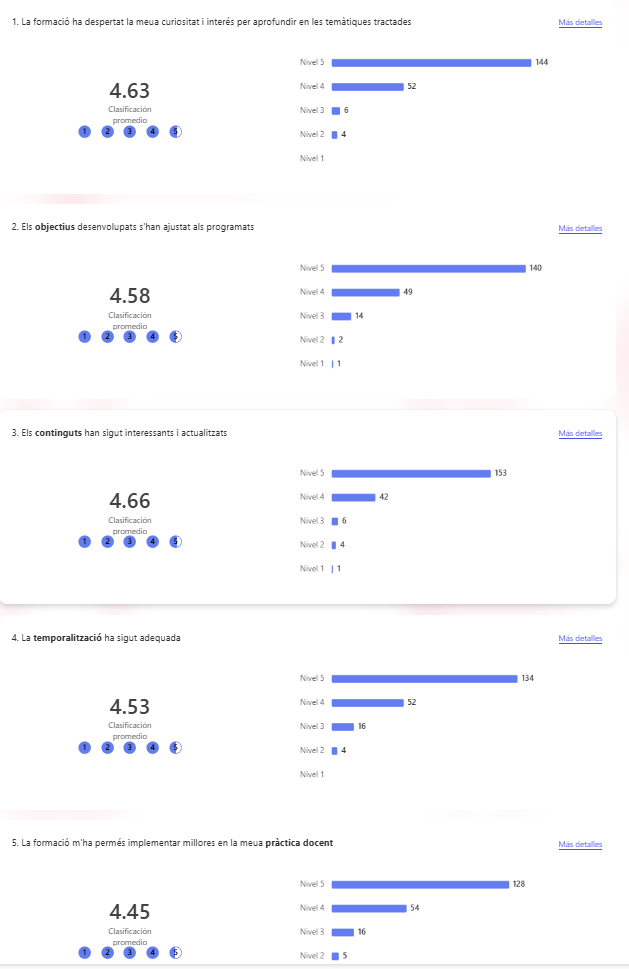 1. La formació ha despertat la meua curiositat i interés per aprofundir en les temàtiques tractades
Más detalles
4.63
Clasificación
promedio
1 2 3 4 5
Nivel 5 144
Nivel 4 52
Nivel 3 6
Nivel 2 4
Nivel 1
2. Els objectius desenvolupats s'han ajustat als programats
Más detalles
4.58
Clasificación
promedio
1 2 3 4 5
Nivel 5 140
Nivel 4 49
Nivel 3 14
Nivel 2 2
Nivel 1 1
3. Els continguts han sigut interessants i actualitzats
Más detalles
4.66
Clasificación
promedio
1 2 3 4 5
Nivel 5 153
Nivel 4 42
Nivel 3 6
Nivel 2 4
Nivel 1 1
4. La temporalització ha sigut adequada
Más detalles
4.53
Clasificación
promedio
1 2 3 4 5
Nivel 5 134
Nivel 4 52
Nivel 3 16
Nivel 2 4
Nivel 1
5. La formació m'ha permés implementar millores en la meua pràctica docent
Más detalles
4.45
Clasificación
promedio
1 2 3 4 5
Nivel 5 128
Nivel 4 54
Nivel 3 16
Nivel 2 5